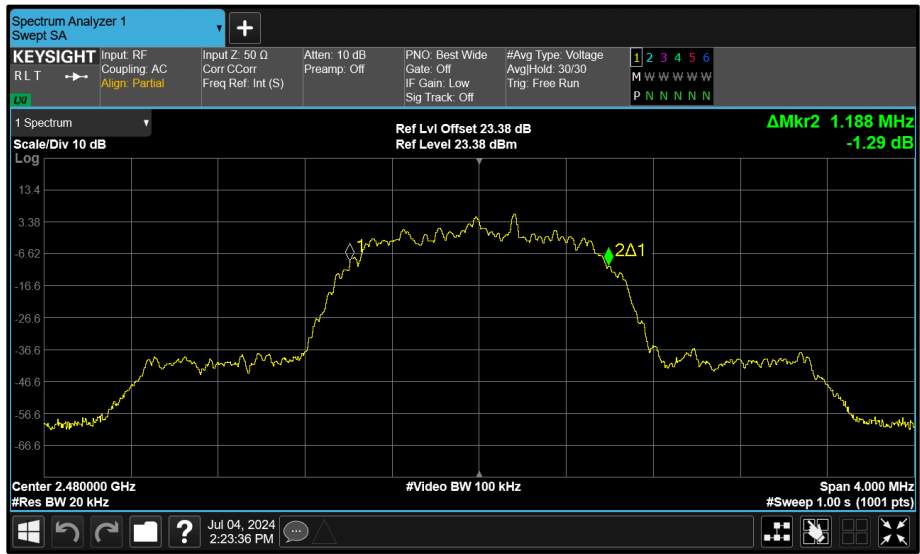 Spectrum Analyzer 1
Swept SA
+
KEYSIGHT
R L T
LXI
Input: RF
Coupling: AC
Align: Partial
Input Z: 50 Ω
Corr CCorr
Freq Ref: Int (S)
Atten: 10 dB
Preamp: Off
PNO: Best Wide
Gate: Off
IF Gain: Low
Sig Track: Off
#Avg Type: Voltage
Avg|Hold: 30/30
Trig: Free Run
1 2 3 4 5 6
M W W W W W
P N N N N N
1 Spectrum
Scale/Div 10 dB
Ref Lvl Offset 23.38 dB
Ref Level 23.38 dBm
ΔMkr2 1.188 MHz
-1.29 dB
Log
13.4
3.38
-6.62
-16.6
-26.6
-36.6
-46.6
-56.6
-66.6
1
2Δ1
Center 2.480000 GHz
#Video BW 100 kHz
Span 4.000 MHz
#Res BW 20 kHz
#Sweep 1.00 s (1001 pts)
?
Jul 04, 2024
2:23:36 PM